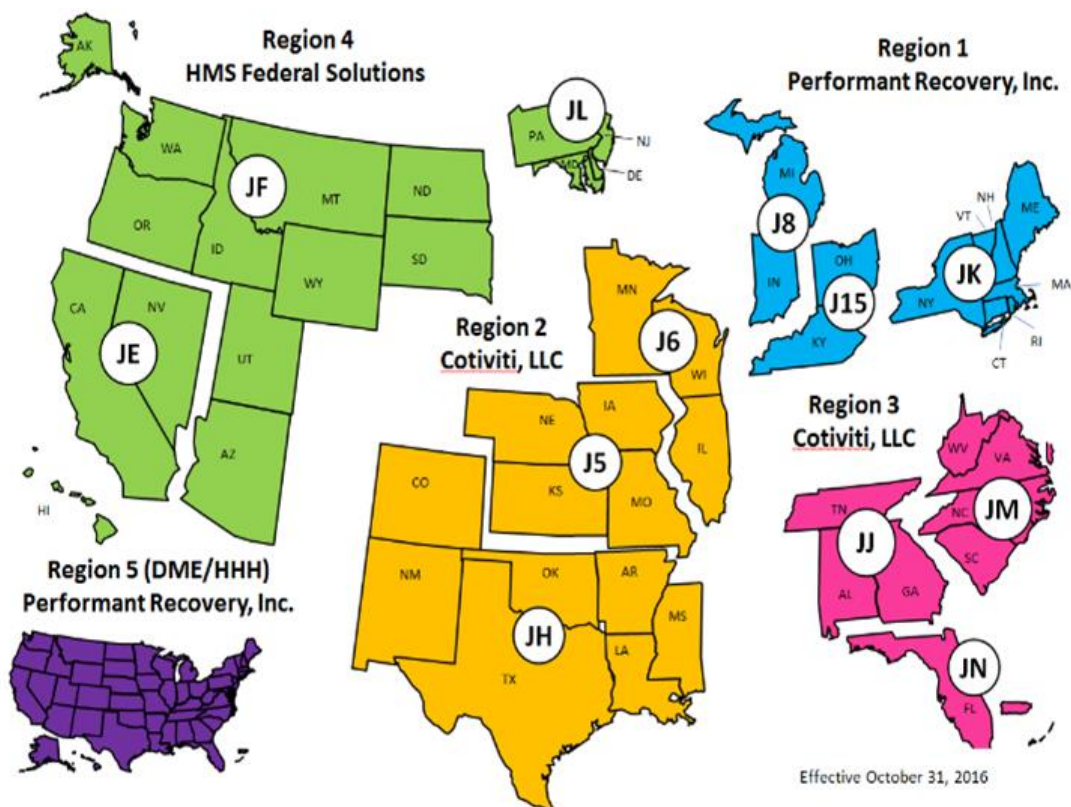 Region 4
HMS Federal Solutions
AK
WA
OR
JF
ID
MT
WY
ND
SD
CA
NV
JE
UT
AZ
HI
JL
PA
NJ
MD
DE
Region 1
Performant Recovery, Inc.
MI
J8
IN
OH
J15
KY
NH
VT
ME
JK
NY
MA
RI
CT
Region 2
Cotiviti, LLC
MN
J6
WI
IA
NE
J5
IL
KS
MO
CO
NM
OK
AR
JH
MS
LA
TX
Region 3
Cotiviti, LLC
WV
VA
TN
NC
JM
JJ
SC
AL
GA
JN
FL
Region 5 (DME/HHH)
Performant Recovery, Inc.
Effective October 31, 2016